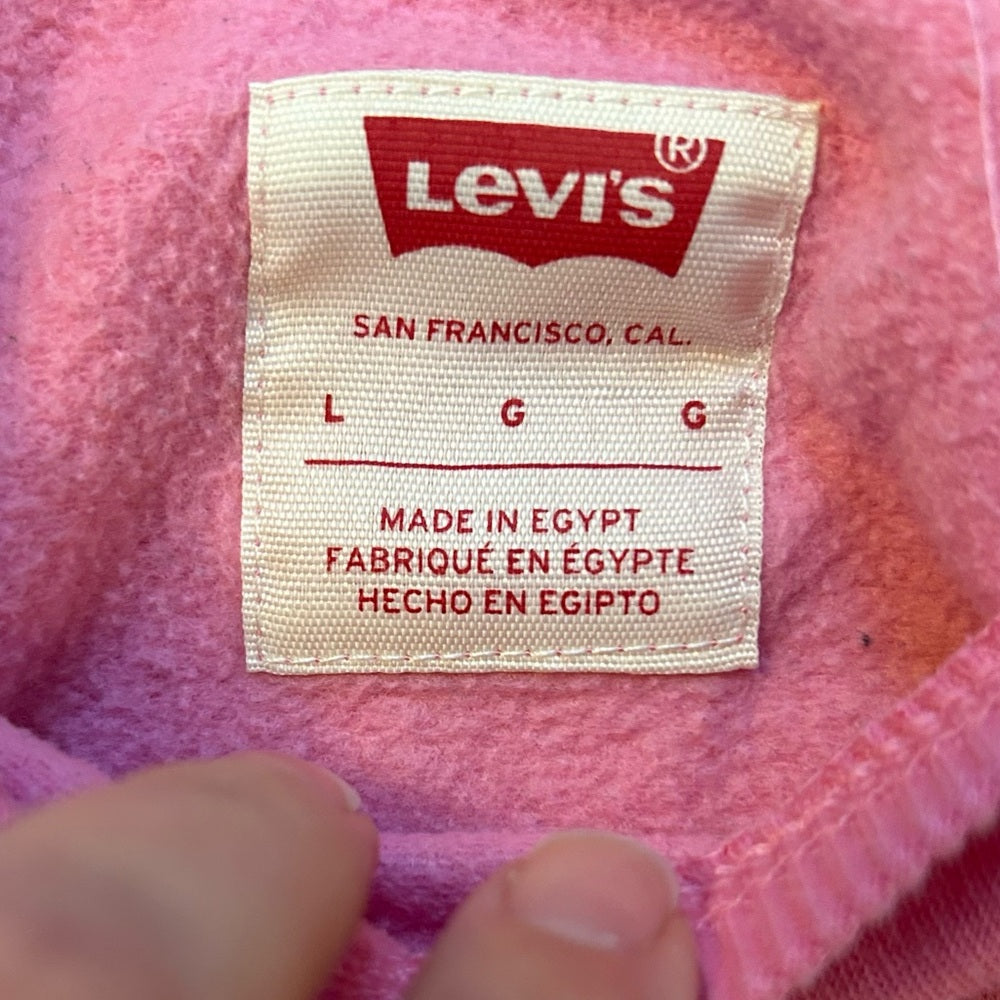 LEVI'S ®
SAN FRANCISCO, CAL.
L G G
MADE IN EGYPT
FABRIQUÉ EN ÉGYPTE
HECHO EN EGIPTO